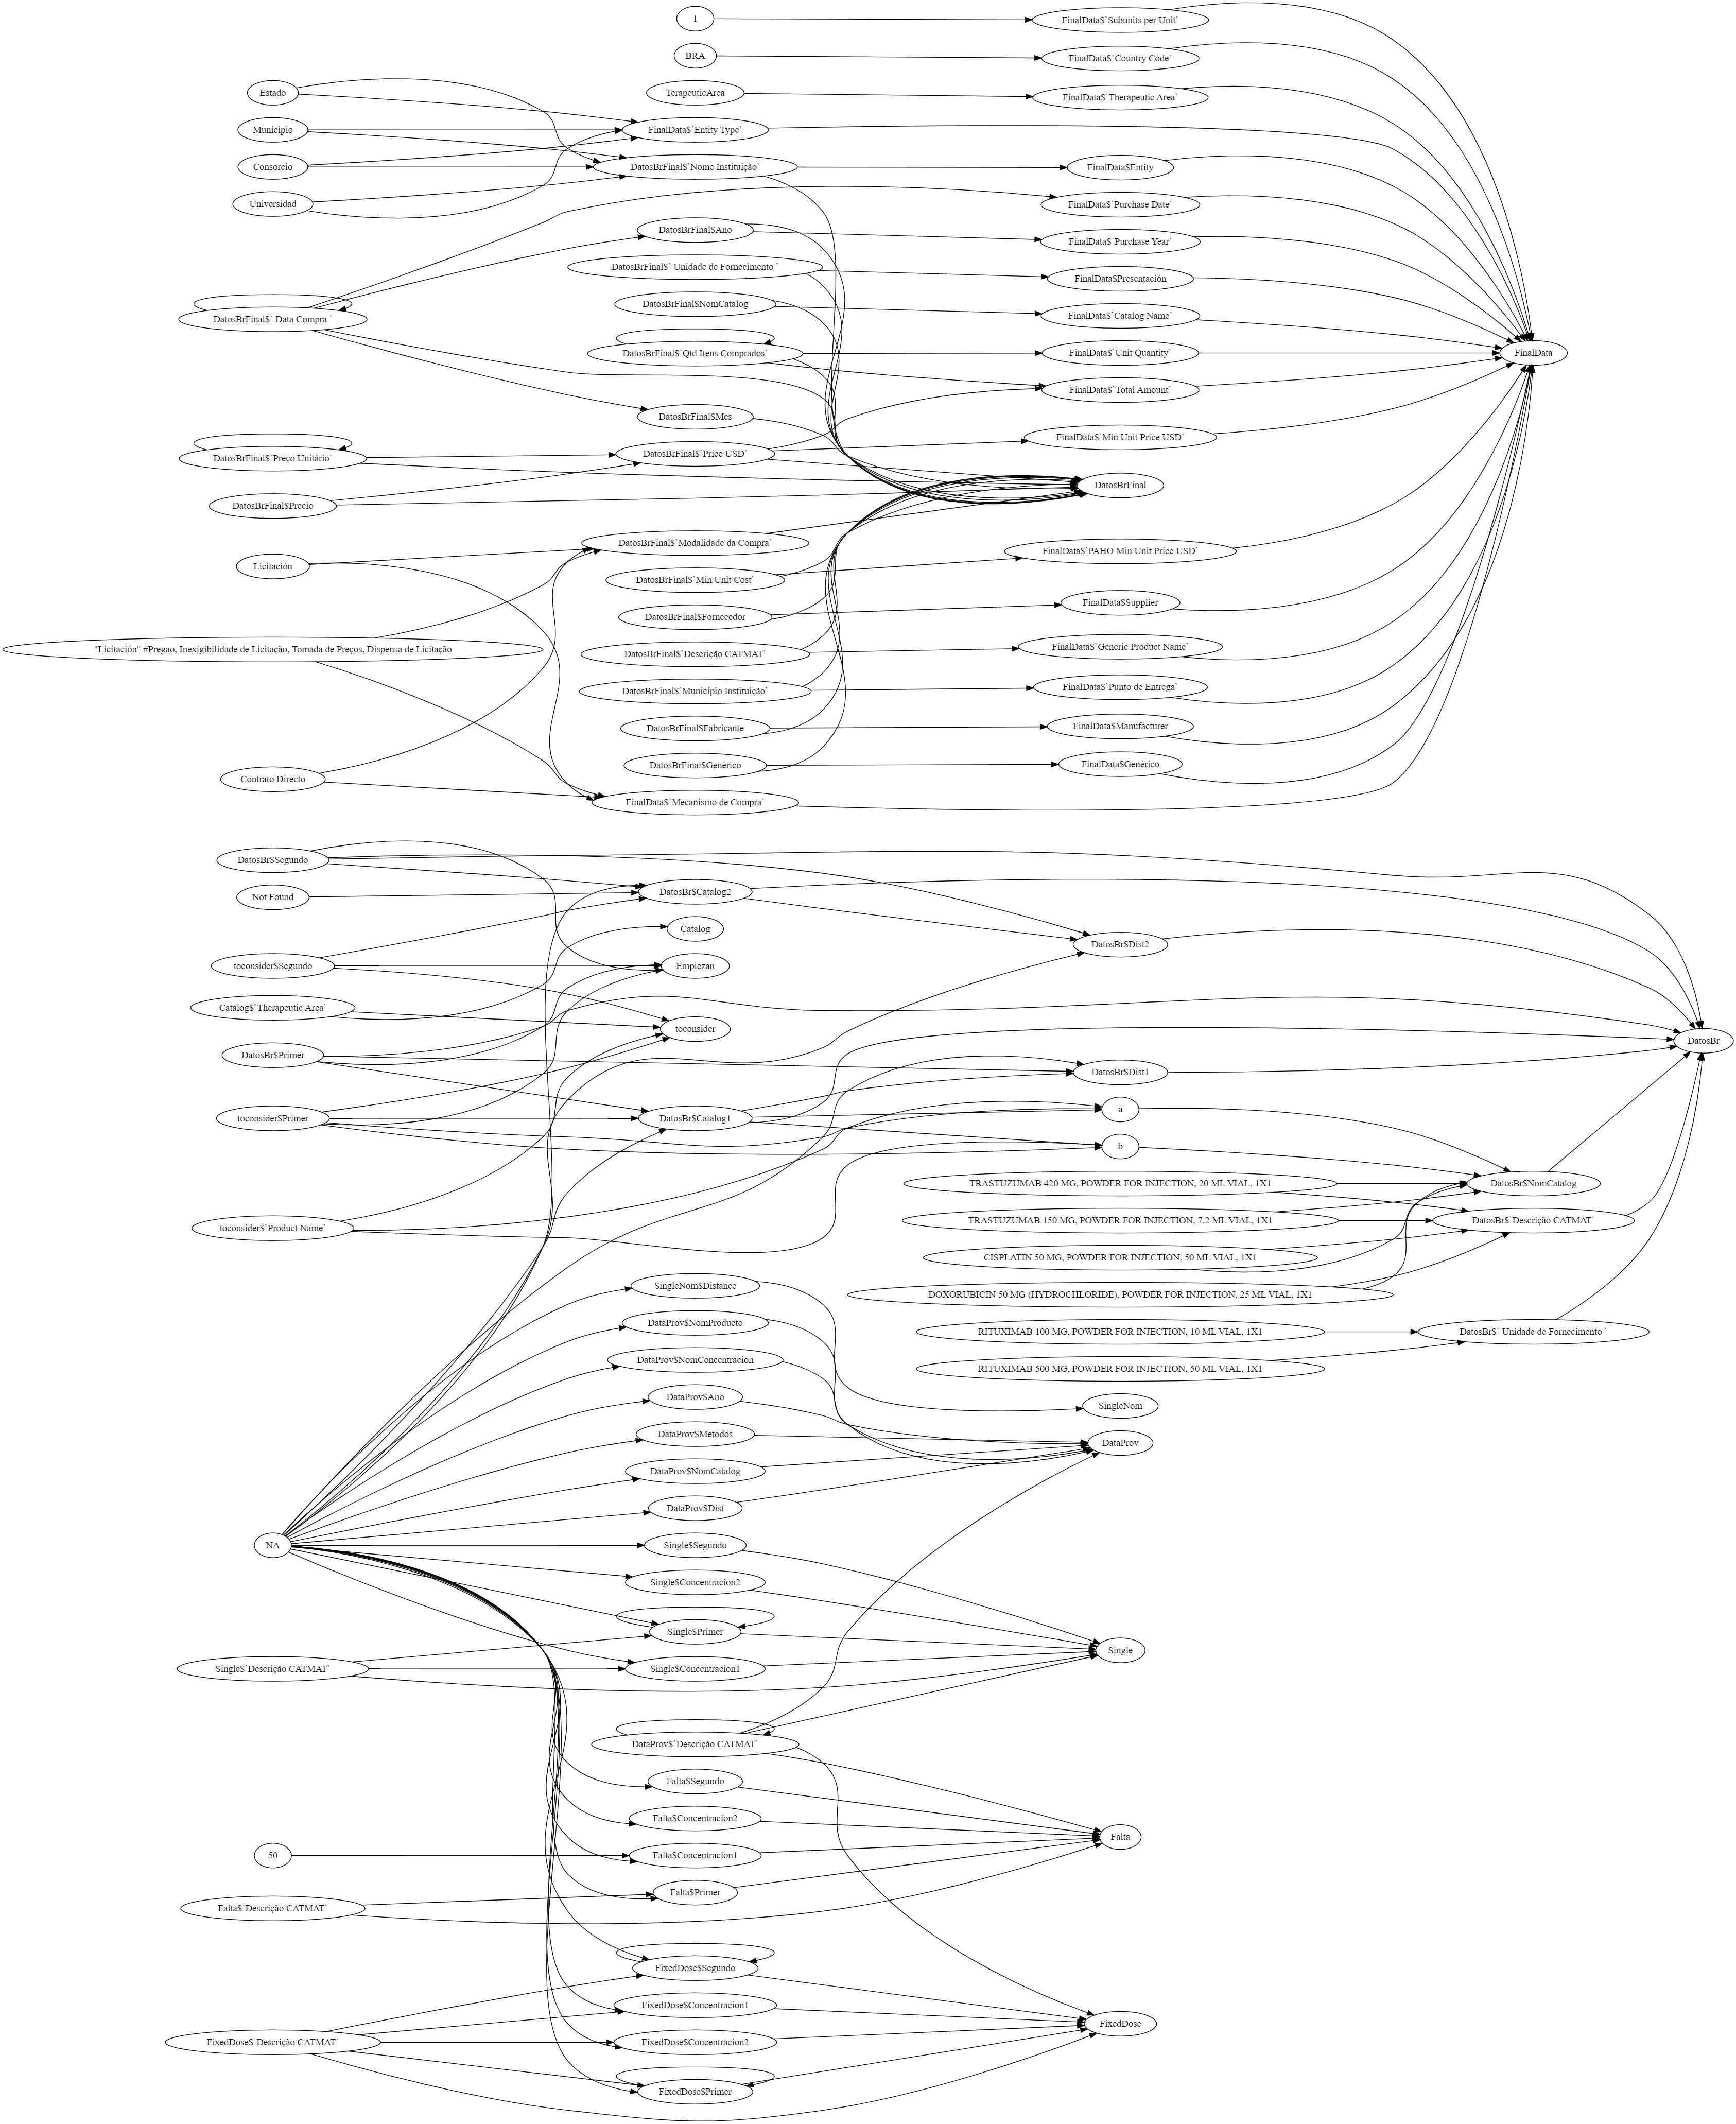 1
FinalData$`Subunits per Unit`
BRA
FinalData$`Country Code`
Estado
TerapeuticArea
FinalData$`Therapeutic Area`
Municipio
FinalData$`Entity Type`
Consorcio
DatosBrFinal$`Nome Instituição`
FinalData$Entity
Universidad
FinalData$`Purchase Date`
DatosBrFinal$Ano
FinalData$`Purchase Year`
DatosBrFinal$` Unidade de Fornecimento `
FinalData$Presentación
DatosBrFinal$NomCatalog
FinalData$`Catalog Name`
DatosBrFinal$` Data Compra `
DatosBrFinal$`Qtd Itens Comprados`
FinalData$`Unit Quantity`
FinalData
FinalData$`Total Amount`
DatosBrFinal$Mes
FinalData$`Min Unit Price USD`
DatosBrFinal$`Preço Unitário`
DatosBrFinal$`Price USD`
DatosBrFinal
DatosBrFinal$Precio
DatosBrFinal$`Modalidade da Compra`
FinalData$`PAHO Min Unit Price USD`
Licitación
DatosBrFinal$`Min Unit Cost`
FinalData$Supplier
DatosBrFinal$Fornecedor
"Licitación" #Pregao, Inexigibilidade de Licitação, Tomada de Preços, Dispensa de Licitação
DatosBrFinal$`Descrição CATMAT`
FinalData$`Generic Product Name`
DatosBrFinal$`Município Instituição`
FinalData$`Punto de Entrega`
DatosBrFinal$Fabricante
FinalData$Manufacturer
DatosBrFinal$Genérico
FinalData$Genérico
Contrato Directo
FinalData$`Mecanismo de Compra`
DatosBr$Segundo
Not Found
DatosBr$Catalog2
Catalog
DatosBr$Dist2
toconsider$Segundo
Empiezan
Catalog$`Therapeutic Area`
toconsider
DatosBr
DatosBr$Primer
DatosBr$Dist1
toconsider$Primer
DatosBr$Catalog1
a
b
TRASTUZUMAB 420 MG, POWDER FOR INJECTION, 20 ML VIAL, 1X1
DatosBr$NomCatalog
toconsider$`Product Name`
TRASTUZUMAB 150 MG, POWDER FOR INJECTION, 7.2 ML VIAL, 1X1
DatosBr$`Descrição CATMAT`
CISPLATIN 50 MG, POWDER FOR INJECTION, 50 ML VIAL, 1X1
SingleNom$Distance
DOXORUBICIN 50 MG (HYDROCHLORIDE), POWDER FOR INJECTION, 25 ML VIAL, 1X1
DataProv$NomProducto
RITUXIMAB 100 MG, POWDER FOR INJECTION, 10 ML VIAL, 1X1
DatosBr$` Unidade de Fornecimento `
DataProv$NomConcentracion
RITUXIMAB 500 MG, POWDER FOR INJECTION, 50 ML VIAL, 1X1
DataProv$Ano
SingleNom
DataProv$Metodos
DataProv
DataProv$NomCatalog
DataProv$Dist
NA
Single$Segundo
Single$Concentracion2
Single$Primer
Single
Single$`Descrição CATMAT`
Single$Concentracion1
DataProv$`Descrição CATMAT`
Falta$Segundo
Falta$Concentracion2
Falta
50
Falta$Concentracion1
Falta$Primer
Falta$`Descrição CATMAT`
FixedDose$Segundo
FixedDose$Concentracion1
FixedDose
FixedDose$`Descrição CATMAT`
FixedDose$Concentracion2
FixedDose$Primer